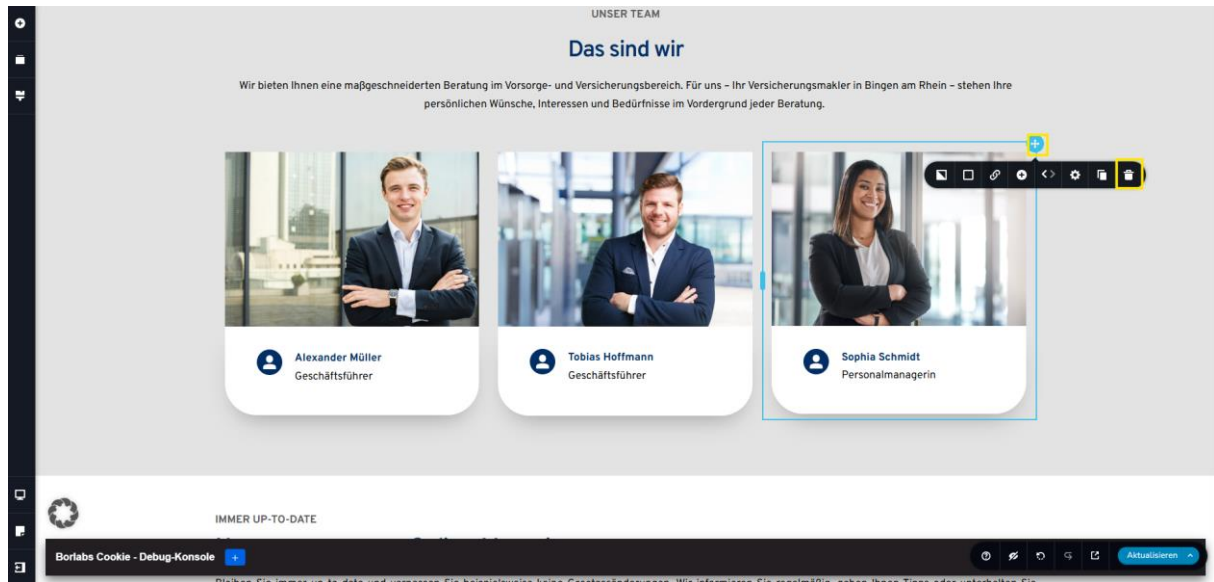 UNSER TEAM
Das sind wir
Wir bieten Ihnen eine maßgeschneiderten Beratung im Vorsorge- und Versicherungsbereich. Für uns – Ihr Versicherungsmakler in Bingen am Rhein – stehen Ihre
persönlichen Wünsche, Interessen und Bedürfnisse im Vordergrund jeder Beratung.
Alexander Müller
Geschäftsführer
Tobias Hoffmann
Geschäftsführer
Sophia Schmidt
Personalmanagerin
IMMER UP-TO-DATE
Borlabs Cookie - Debug-Konsole
Aktualisieren